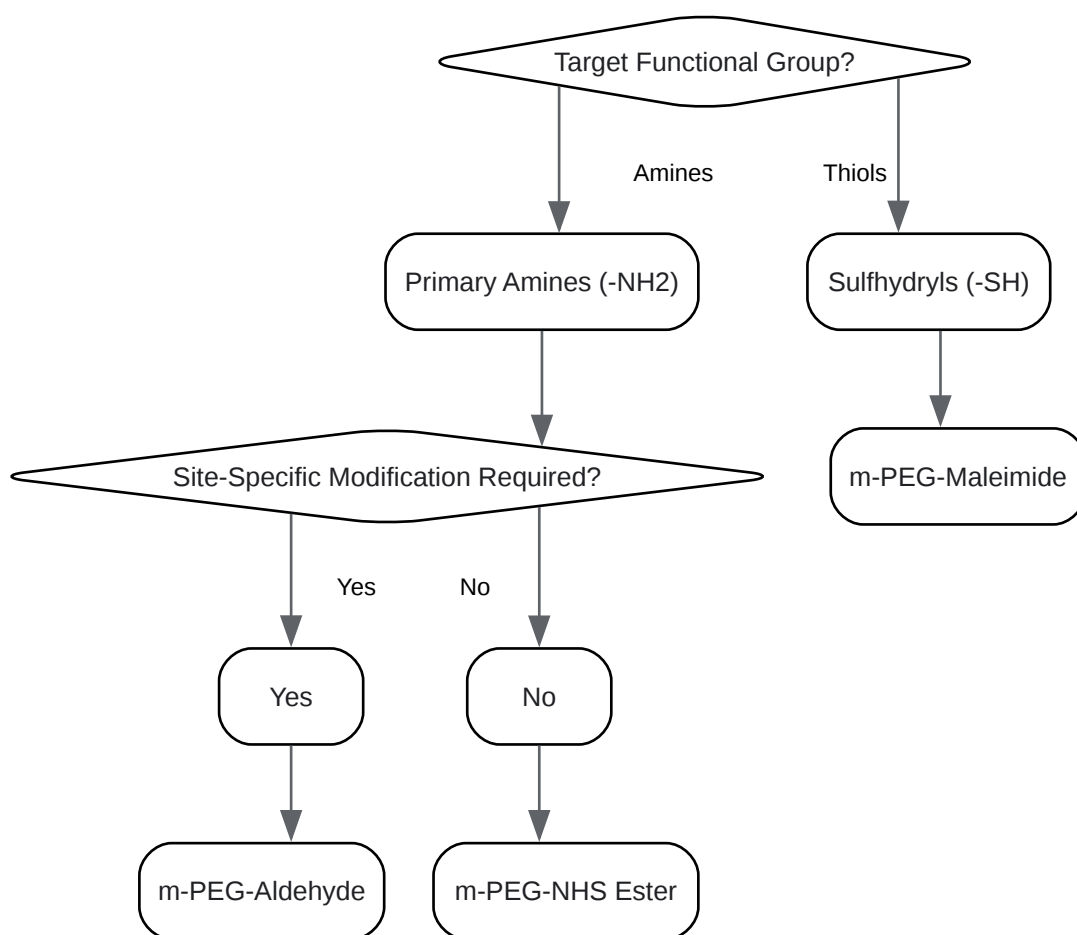 Target Functional Group?
Amines
Thiols
Primary Amines (-NH2)
Sulfhydryls (-SH)
Site-Specific Modification Required?
m-PEG-Maleimide
Yes
No
Yes
No
m-PEG-Aldehyde
m-PEG-NHS Ester